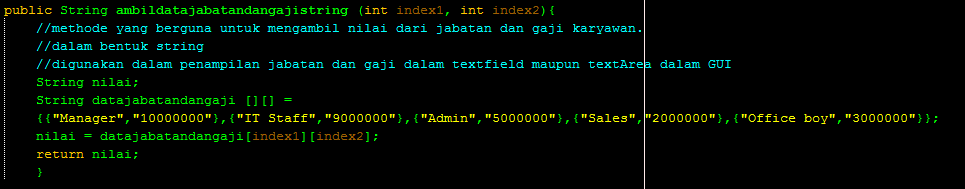 public String ambildatajabatandangajistring (int index1, int index2){
//methode yang berguna untuk mengambil nilai dari jabatan dan gaji karyawan.
//dalam bentuk string
//digunakan dalam penampilan jabatan dan gaji dalam textfield maupun textArea dalam GUI
String nilai;
String datajabatandangaji [][] =
{{"Manager","10000000"},{"IT Staff","9000000"},{"Admin","5000000"},{"Sales","2000000"},{"Office boy","3000000"}};
nilai = datajabatandangaji[index1][index2];
return nilai;
}